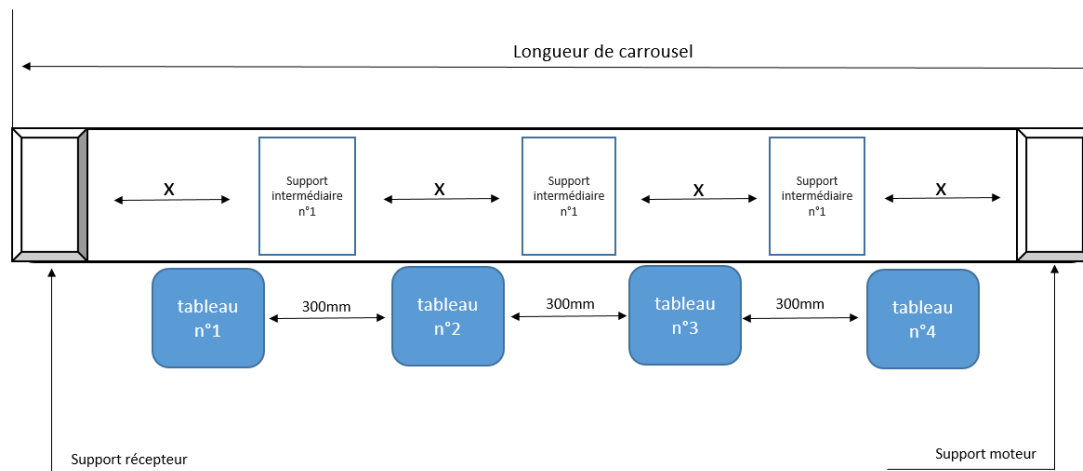 Longueur de carrousel
X
Support
intermédiaire
n°1
X
Support
intermédiaire
n°1
X
Support
intermédiaire
n°1
X
tableau
n°1
300mm
tableau
n°2
300mm
tableau
n°3
300mm
tableau
n°4
Support récepteur
Support moteur